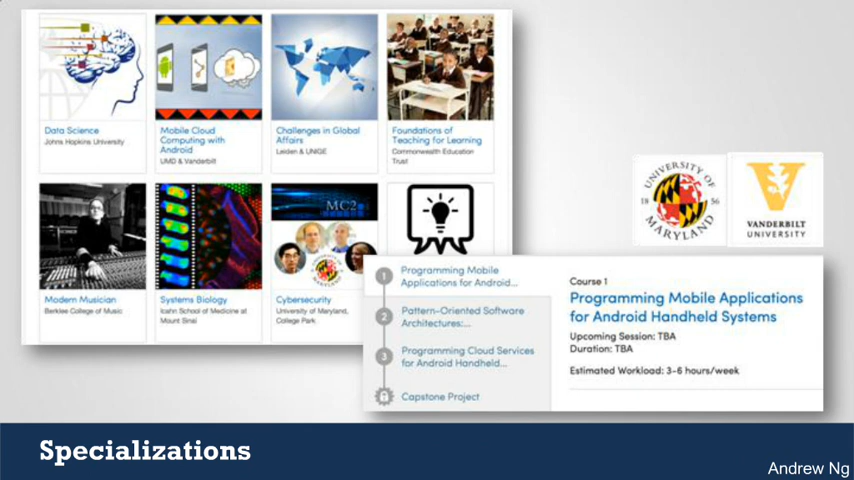 Data Science
Johns Hopkins University
Mobile Cloud
Computing with
Android
UMD & Vanderbilt
Challenges in Global
Affairs
Leiden & UNIGE
Foundations of
Teaching for Learning
Commonwealth Education
Trust
MC2
Modern Musician
Berklee College of Music
Systems Biology
Icahn School of Medicine at
Mount Sinai
Cybersecurity
University of Maryland,
College Park
UNIVERSITY OF
18 56
MARYLAND
VANDERBILT
UNIVERSITY
1
Programming Mobile
Applications for Android...
2
Pattern-Oriented Software
Architectures:...
3
Programming Cloud Services
for Android Handheld...
Capstone Project
Course 1
Programming Mobile Applications
for Android Handheld Systems
Upcoming Session: TBA
Duration: TBA
Estimated Workload: 3-6 hours/week
Specializations
Andrew Ng